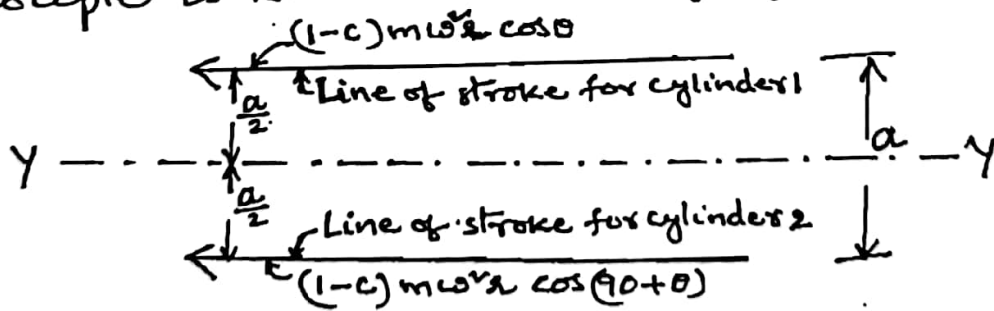 (1-c) mω²r cosθ
Line of stroke for cylinder 1
a/2
a
Y Y
a/2
Line of stroke for cylinder 2
(1-c) mω²r cos(90+θ)